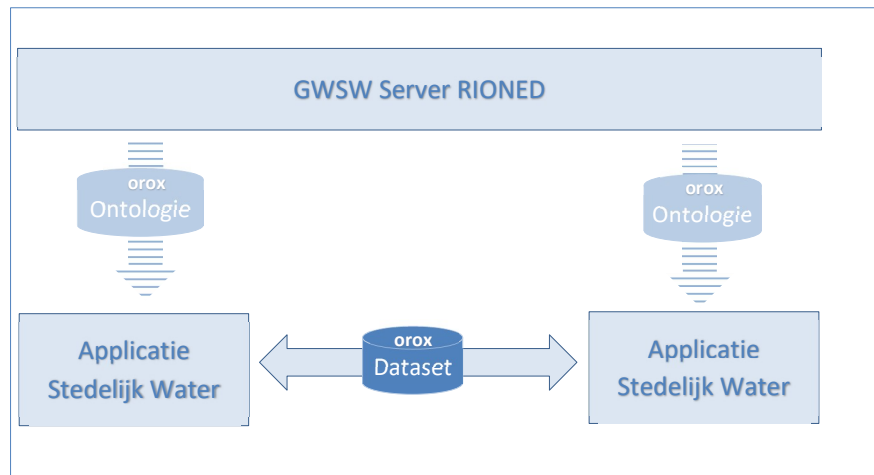 GWSW Server RIONED
orox
Ontologie
orox
Ontologie
Applicatie
Stedelijk Water
orox
Dataset
Applicatie
Stedelijk Water